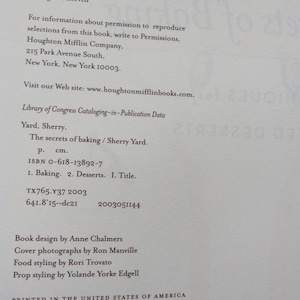 For information about permission to reproduce
selections from this book, write to Permissions,
Houghton Mifflin Company,
215 Park Avenue South,
New York, New York 10003.
Visit our Web site: www.houghtonmifflinbooks.com.
Library of Congress Cataloging-in-Publication Data
Yard, Sherry.
The secrets of baking / Sherry Yard.
p. cm.
ISBN 0-618-13892-7
1. Baking. 2. Desserts. I. Title.
TX765.Y37 2003
641.8'15—dc21 2003051144
Book design by Anne Chalmers
Cover photographs by Ron Manville
Food styling by Rori Trovato
Prop styling by Yolande Yorke Edgell
PRINTED IN THE UNITED STATES OF AMERICA